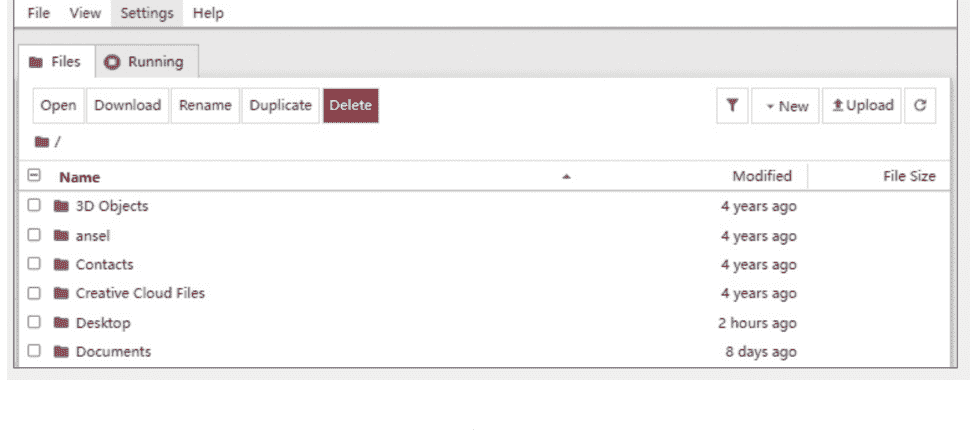 File View Settings Help
Files Running
Open Download Rename Duplicate Delete New Upload
/
Name Modified File Size
3D Objects 4 years ago
ansel 4 years ago
Contacts 4 years ago
Creative Cloud Files 4 years ago
Desktop 2 hours ago
Documents 8 days ago